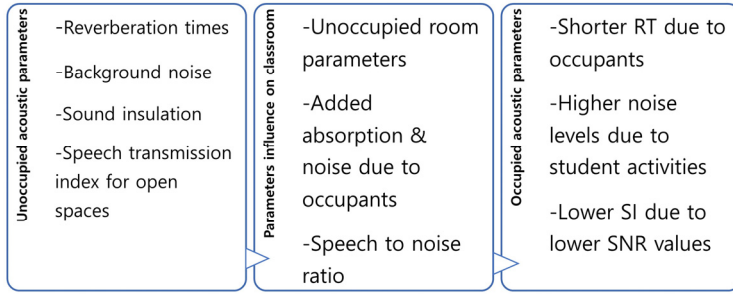 Unoccupied acoustic parameters
-Reverberation times
-Background noise
-Sound insulation
-Speech transmission
index for open
spaces
Parameters influence on classroom
-Unoccupied room
parameters
-Added
absorption &
noise due to
occupants
-Speech to noise
ratio
Occupied acoustic parameters
-Shorter RT due to
occupants
-Higher noise
levels due to
student activities
-Lower SI due to
lower SNR values